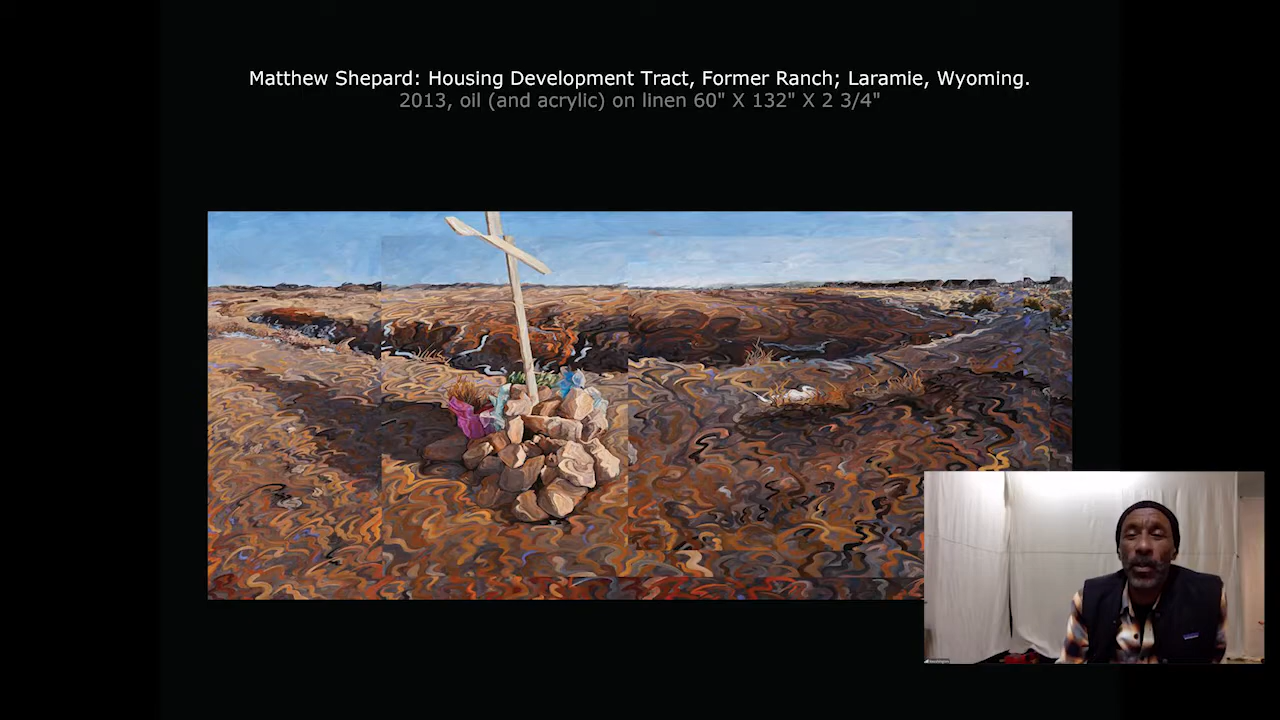 Matthew Shepard: Housing Development Tract, Former Ranch; Laramie, Wyoming.
2013, oil (and acrylic) on linen 60" X 132" X 2 3/4"